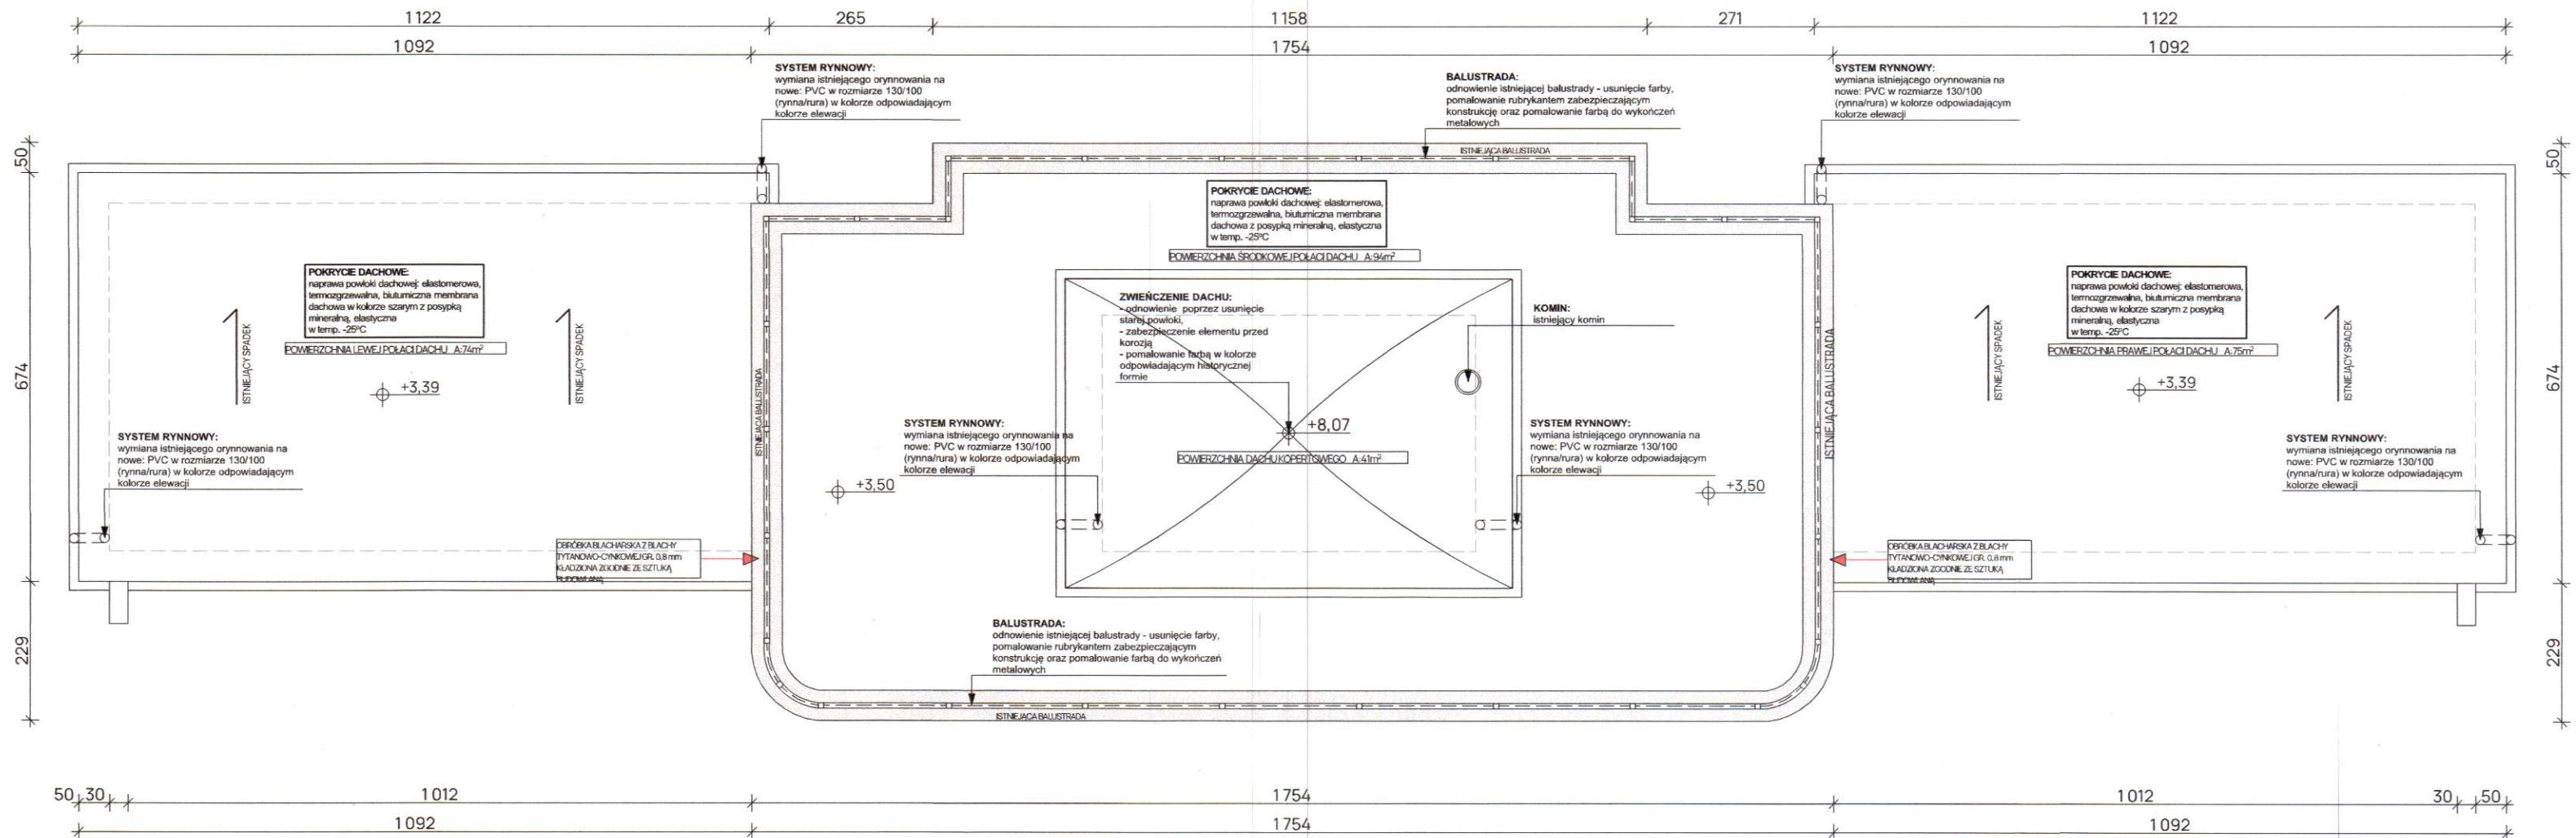 1122 265 1158 271 1122
1092 1754 1092
SYSTEM RYNNOWY:
wymiana istniejącego orynnowania na
nowe: PVC w rozmiarze 130/100
(rynna/rura) w kolorze odpowiadającym
kolorze elewacji
BALUSTRADA:
odnowienie istniejącej balustrady - usunięcie farby,
pomalowanie rubrykantem zabezpieczającym
konstrukcję oraz pomalowanie farbą do wykończeń
metalowych
SYSTEM RYNNOWY:
wymiana istniejącego orynnowania na
nowe: PVC w rozmiarze 130/100
(rynna/rura) w kolorze odpowiadającym
kolorze elewacji
50
50
ISTNIEJĄCA BALUSTRADA
POKRYCIE DACHOWE:
naprawa powłoki dachowej: elastomerowa,
termozgrzewalna, biutumiczna membrana
dachowa z posypką mineralną, elastyczna
w temp. -25°C
POWIERZCHNIA ŚRODKOWEJ POŁACI DACHU A:94m²
POKRYCIE DACHOWE:
naprawa powłoki dachowej: elastomerowa,
termozgrzewalna, biutumiczna membrana
dachowa w kolorze szarym z posypką
mineralną, elastyczna
w temp. -25°C
POWIERZCHNIA LEWEJ POŁACI DACHU A:74m²
ISTNIEJĄCY SPADEK
ISTNIEJĄCY SPADEK
+3,39
674
ZWIEŃCZENIE DACHU:
- odnowienie poprzez usunięcie
starej powłoki,
- zabezpieczenie elementu przed
korozją
- pomalowanie farbą w kolorze
odpowiadającym historycznej
formie
KOMIN:
istniejący komin
POKRYCIE DACHOWE:
naprawa powłoki dachowej: elastomerowa,
termozgrzewalna, biutumiczna membrana
dachowa w kolorze szarym z posypką
mineralną, elastyczna
w temp. -25°C
POWIERZCHNIA PRAWEJ POŁACI DACHU A:75m²
ISTNIEJĄCY SPADEK
ISTNIEJĄCY SPADEK
+3,39
674
ISTNIEJĄCA BALUSTRADA
ISTNIEJĄCA BALUSTRADA
SYSTEM RYNNOWY:
wymiana istniejącego orynnowania na
nowe: PVC w rozmiarze 130/100
(rynna/rura) w kolorze odpowiadającym
kolorze elewacji
SYSTEM RYNNOWY:
wymiana istniejącego orynnowania na
nowe: PVC w rozmiarze 130/100
(rynna/rura) w kolorze odpowiadającym
kolorze elewacji
+8,07
POWIERZCHNIA DACHU KOPERTOWEGO A:41m²
SYSTEM RYNNOWY:
wymiana istniejącego orynnowania na
nowe: PVC w rozmiarze 130/100
(rynna/rura) w kolorze odpowiadającym
kolorze elewacji
SYSTEM RYNNOWY:
wymiana istniejącego orynnowania na
nowe: PVC w rozmiarze 130/100
(rynna/rura) w kolorze odpowiadającym
kolorze elewacji
+3,50
+3,50
OBRÓBKA BLACHARSKA Z BLACHY
TYTANOWO-CYNKOWEJ GR. 0,8 mm
KŁADZIONA ZGODNIE ZE SZTUKĄ
BUDOWLANĄ
OBRÓBKA BLACHARSKA Z BLACHY
TYTANOWO-CYNKOWEJ GR. 0,8 mm
KŁADZIONA ZGODNIE ZE SZTUKĄ
BUDOWLANĄ
229
229
BALUSTRADA:
odnowienie istniejącej balustrady - usunięcie farby,
pomalowanie rubrykantem zabezpieczającym
konstrukcję oraz pomalowanie farbą do wykończeń
metalowych
ISTNIEJĄCA BALUSTRADA
50 30 1012 1754 1012 30 50
1092 1754 1092